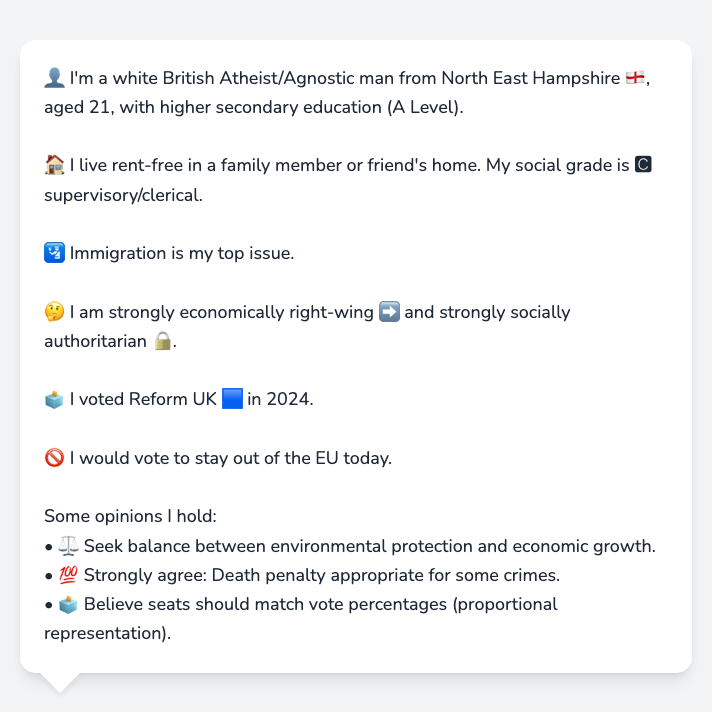 👤 I'm a white British Atheist/Agnostic man from North East Hampshire 🏴󠁧󠁢󠁥󠁮󠁧󠁿,
aged 21, with higher secondary education (A Level).
🏠 I live rent-free in a family member or friend's home. My social grade is 🅲
supervisory/clerical.
🛂 Immigration is my top issue.
🤔 I am strongly economically right-wing ➡️ and strongly socially
authoritarian 🔒.
🗳️ I voted Reform UK 🟦 in 2024.
🚫 I would vote to stay out of the EU today.
Some opinions I hold:
• ⚖️ Seek balance between environmental protection and economic growth.
• 💯 Strongly agree: Death penalty appropriate for some crimes.
• 🗳️ Believe seats should match vote percentages (proportional
representation).